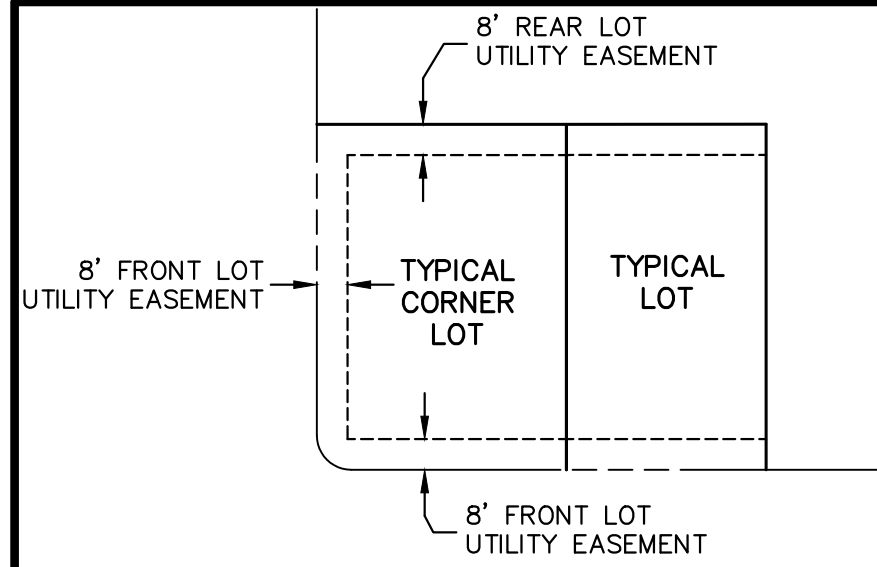 8' REAR LOT
UTILITY EASEMENT
8' FRONT LOT
UTILITY EASEMENT
TYPICAL
CORNER
LOT
TYPICAL
LOT
8' FRONT LOT
UTILITY EASEMENT